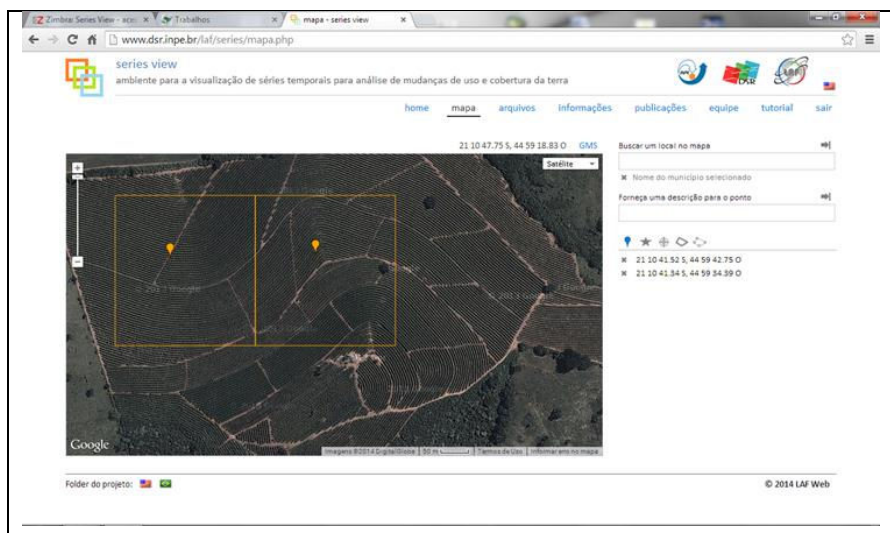 Zimbra: Series View - acri
Trabalhos
mapa - series view
www.dsr.inpe.br/laf/series/mapa.php
series view
ambiente para a visualização de séries temporais para análise de mudanças de uso e cobertura da terra
home mapa arquivos informações publicações equipe tutorial sair
21 10 47.75 S, 44 59 18.83 O GMS
Buscar um local no mapa
Satélite
Nome do município selecionado
Forneça uma descrição para o ponto
21 10 41.52 S, 44 59 42.75 O
21 10 41.34 S, 44 59 34.39 O
Google
Imagens ©2014 DigitalGlobe 50 m Termos de Uso Informar erro no mapa
Folder do projeto:
© 2014 LAF Web